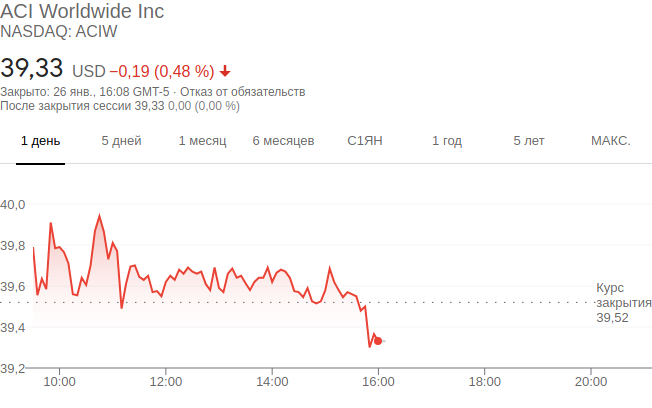 ACI Worldwide Inc
NASDAQ: ACIW
39,33 USD −0,19 (0,48 %)
Закрыто: 26 янв., 16:08 GMT-5 · Отказ от обязательств
После закрытия сессии 39,33 0,00 (0,00 %)
1 день 5 дней 1 месяц 6 месяцев С1ЯН 1 год 5 лет МАКС.
40,0
39,8
39,6
39,4
39,2
Курс
закрытия
39,52
10:00 12:00 14:00 16:00 18:00 20:00